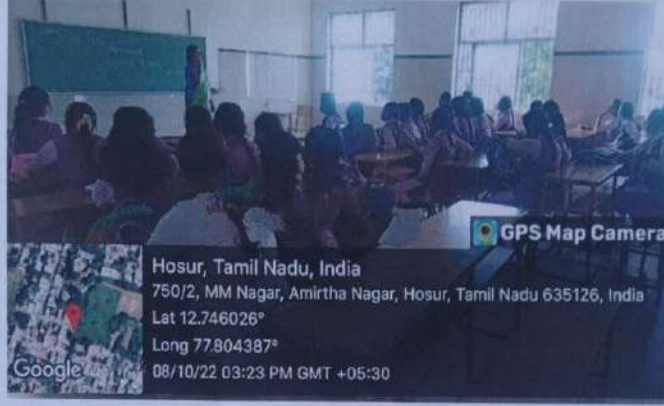 GPS Map Camera
Hosur, Tamil Nadu, India
750/2, MM Nagar, Amirtha Nagar, Hosur, Tamil Nadu 635126, India
Lat 12.746026°
Long 77.804387°
08/10/22 03:23 PM GMT +05:30
Google